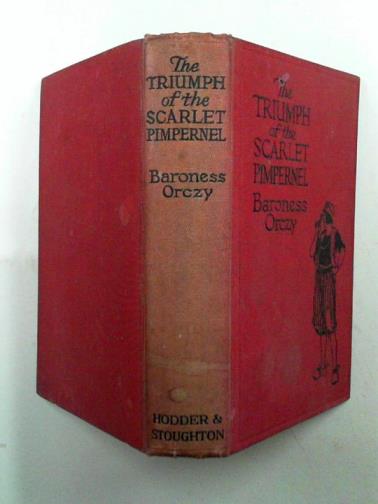 The
TRIUMPH
of the
SCARLET
PIMPERNEL
Baroness
Orczy
HODDER &
STOUGHTON
The
TRIUMPH
of the
SCARLET
PIMPERNEL
Baroness
Orczy